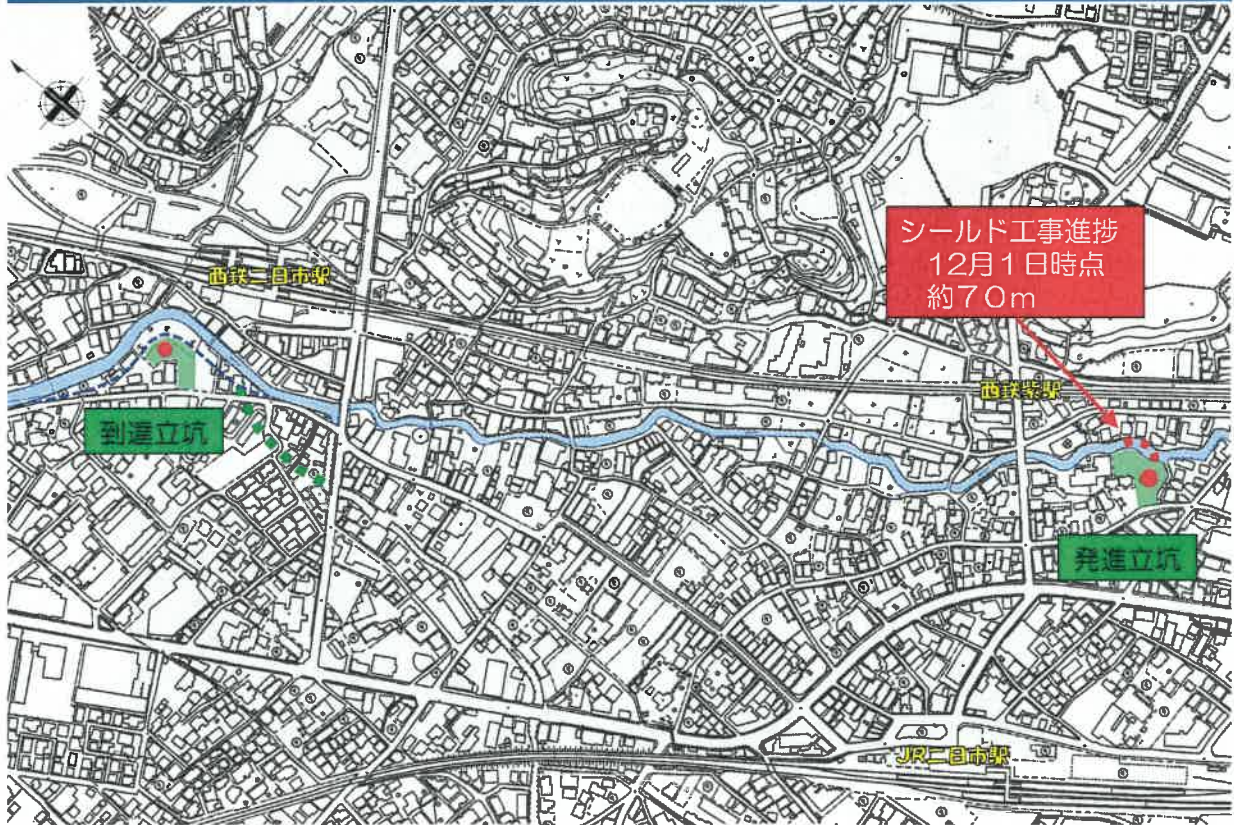 シールド工事進捗
12月1日時点
約70m
西鉄二日市駅
西鉄紫駅
到達立坑
発進立坑
JR二日市駅